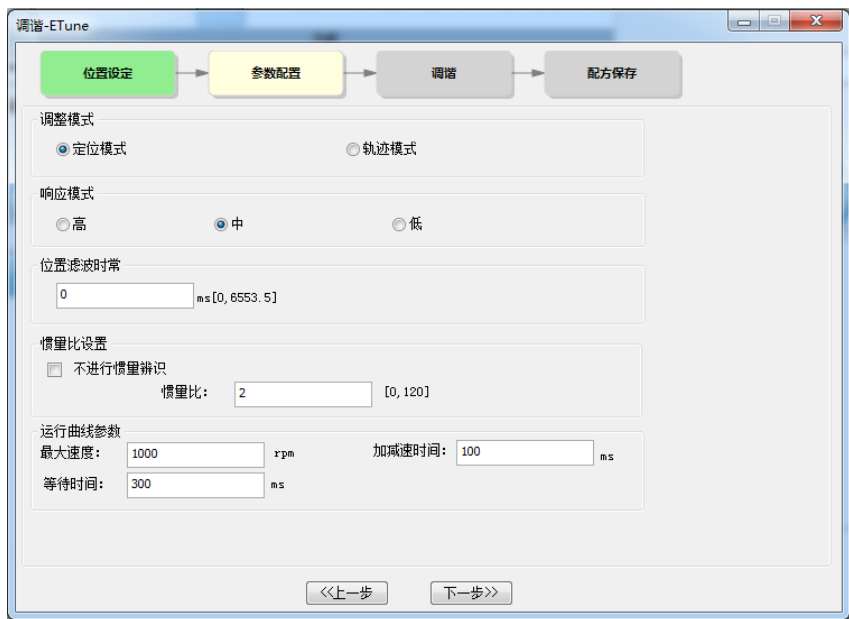 调谐-ETune
位置设定 参数配置 调谐 配方保存
调整模式
定位模式 轨迹模式
响应模式
高 中 低
位置滤波时常
0 ms[0,6553.5]
惯量比设置
不进行惯量辨识
惯量比： 2 [0,120]
运行曲线参数
最大速度： 1000 rpm 加减速时间： 100 ms
等待时间： 300 ms
<<上一步 下一步>>